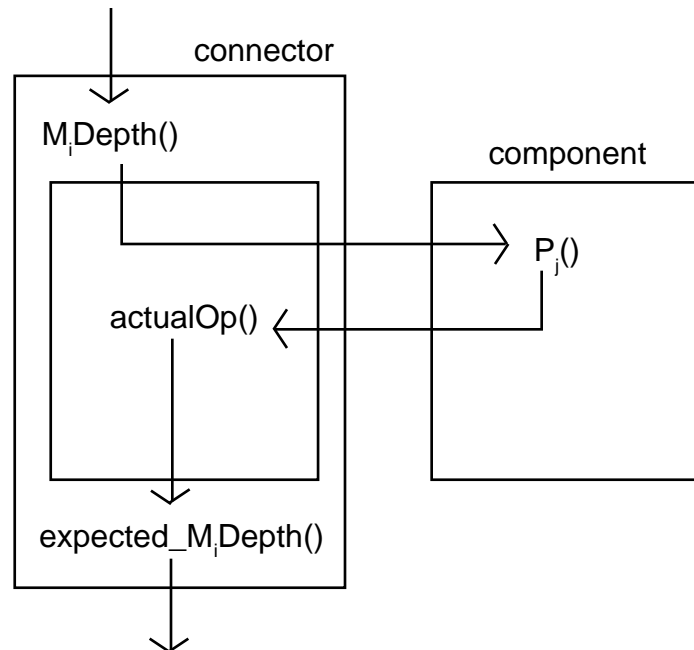 connector
M_iDepth()
component
P_j()
actualOp()
expected_M_iDepth()